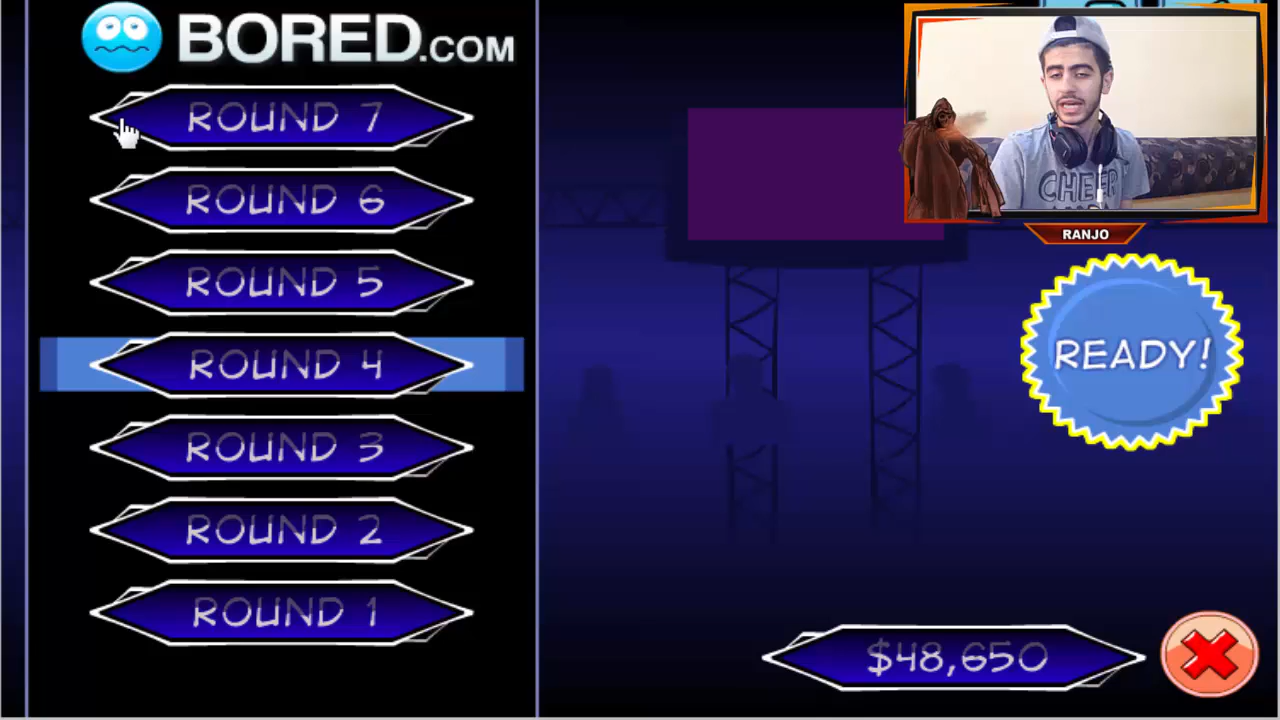 BORED.COM
ROUND 7
ROUND 6
ROUND 5
ROUND 4
ROUND 3
ROUND 2
ROUND 1
CHEER
RANJO
READY!
$48,650